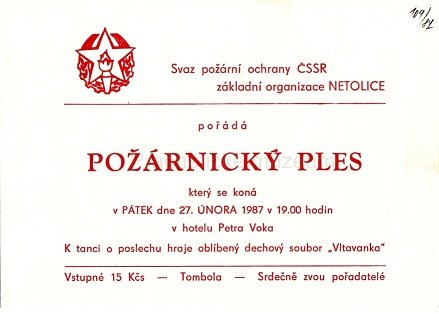 109/87
Svaz požární ochrany ČSSR
základní organizace NETOLICE
pořádá
POŽÁRNICKÝ PLES
který se koná
v PÁTEK dne 27. ÚNORA 1987 v 19.00 hodin
v hotelu Petra Voka
K tanci o poslechu hraje oblíbený dechový soubor „Vltavanka"
Vstupné 15 Kčs — Tombola — Srdečně zvou pořadatelé